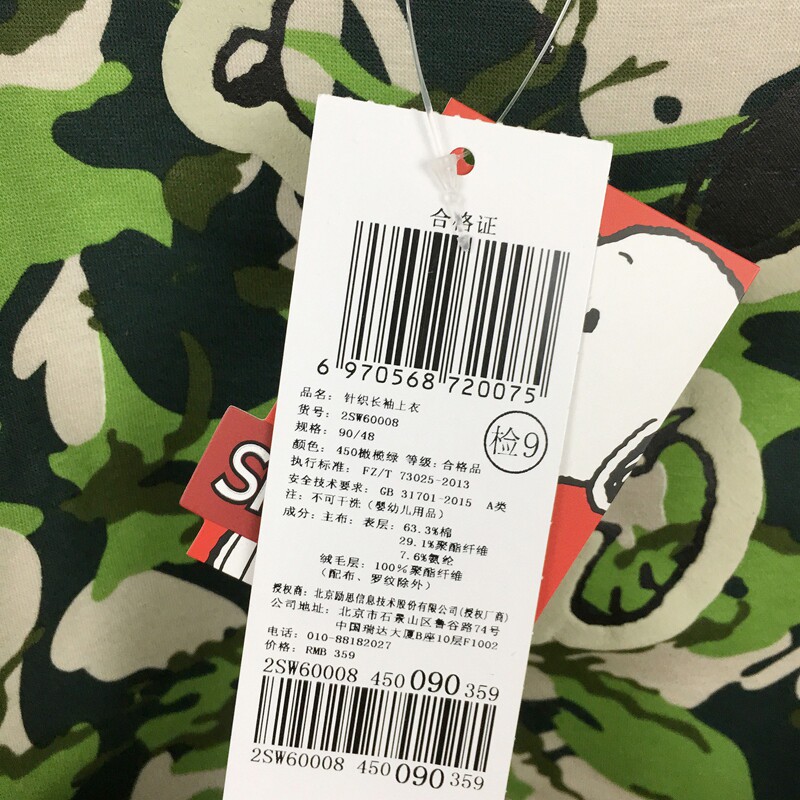 合格证
6 970568 720075
品名: 针织长袖上衣
货号: 2SW60008
规格: 90/48
颜色: 450橄榄绿 等级:合格品
检9
执行标准: FZ/T 73025-2013
安全技术要求: GB 31701-2015 A类
注: 不可干洗(婴幼儿用品)
成分: 主布: 表层: 63.3%棉
29.1%聚酯纤维
7.6%氨纶
绒毛层: 100%聚酯纤维
(配布、罗纹除外)
授权商: 北京励思信息技术股份有限公司(授权厂商)
公司地址: 北京市石景山区鲁谷路74号
中国瑞达大厦B座10层F1002
电话: 010-88182027
价格: RMB 359
2SW60008 450 090 359
2SW60008 450 090 359